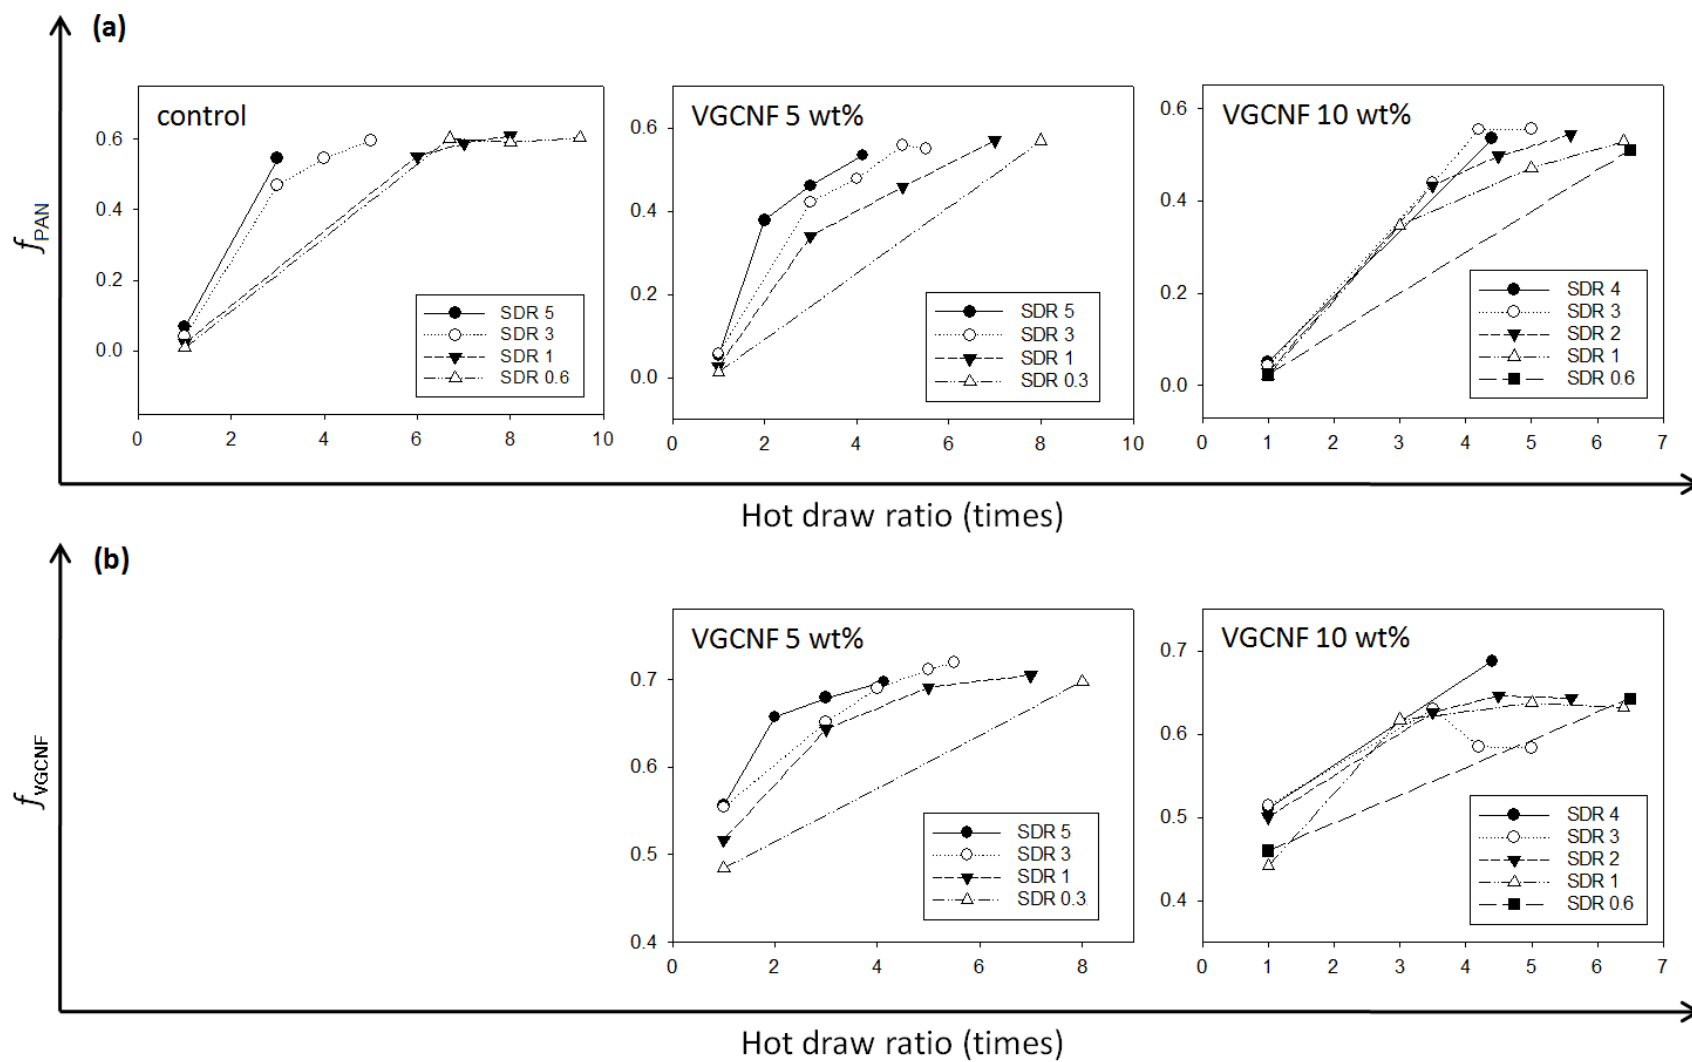 (a)
f PAN
control
0.6
0.4
0.2
0.0
SDR 5
SDR 3
SDR 1
SDR 0.6
0 2 4 6 8 10
VGCNF 5 wt%
0.6
0.4
0.2
0.0
SDR 5
SDR 3
SDR 1
SDR 0.3
0 2 4 6 8 10
VGCNF 10 wt%
0.6
0.4
0.2
0.0
SDR 4
SDR 3
SDR 2
SDR 1
SDR 0.6
0 1 2 3 4 5 6 7
Hot draw ratio (times)
(b)
f VGCNF
VGCNF 5 wt%
0.7
0.6
0.5
0.4
SDR 5
SDR 3
SDR 1
SDR 0.3
0 2 4 6 8
VGCNF 10 wt%
0.7
0.6
0.5
0.4
SDR 4
SDR 3
SDR 2
SDR 1
SDR 0.6
0 1 2 3 4 5 6 7
Hot draw ratio (times)